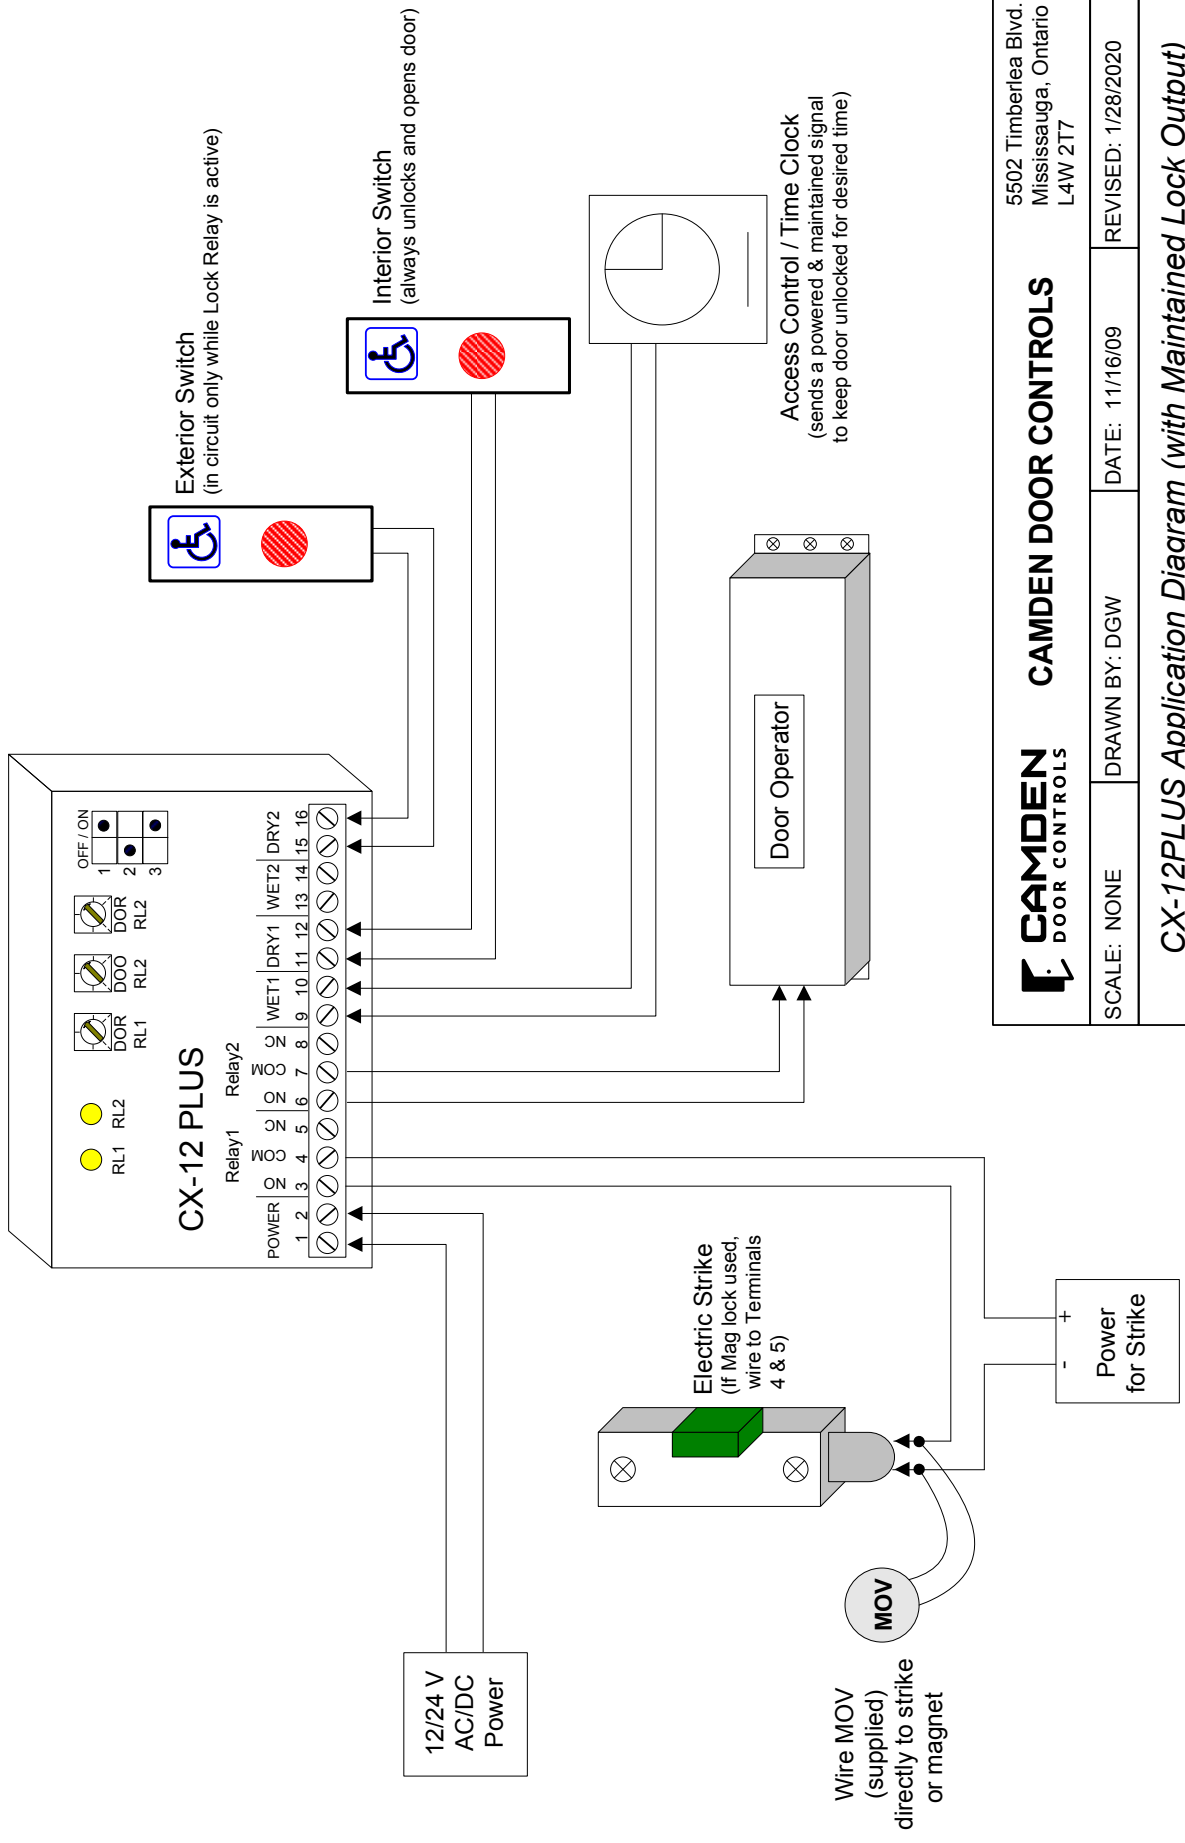 Exterior Switch
(in circuit only while Lock Relay is active)
Interior Switch
(always unlocks and opens door)
OFF / ON
1
2
3
DOR
RL2
DOO
RL2
DOR
RL1
RL2
RL1
CX-12 PLUS
Relay1
Relay2
POWER
NO
COM
NC
NO
COM
NC
WET1
DRY1
WET2
DRY2
1 2 3 4 5 6 7 8 9 10 11 12 13 14 15 16
Access Control / Time Clock
(sends a powered & maintained signal
to keep door unlocked for desired time)
Door Operator
Electric Strike
(If Mag lock used,
wire to Terminals
4 & 5)
12/24 V
AC/DC
Power
MOV
Wire MOV
(supplied)
directly to strike
or magnet
- +
Power
for Strike
CAMDEN
DOOR CONTROLS
CAMDEN DOOR CONTROLS
5502 Timberlea Blvd.
Mississauga, Ontario
L4W 2T7
SCALE: NONE
DRAWN BY: DGW
DATE: 11/16/09
REVISED: 1/28/2020
CX-12PLUS Application Diagram (with Maintained Lock Output)